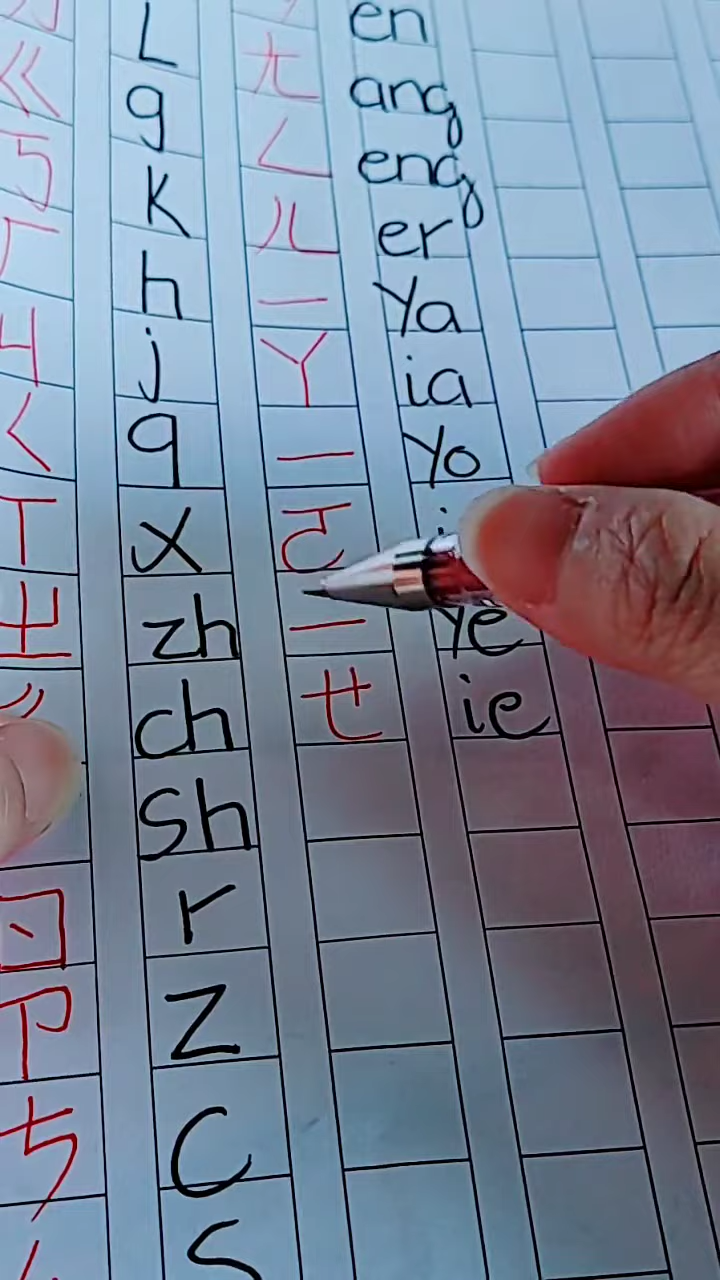 L ㄤ en
ㄍ g ㄥ ang
ㄎ k ㄦ eng
ㄏ h 一 er
ㄐ j ㄚ Ya
ㄑ q 一 ia
ㄒ x ㄛ Yo
ㄓ zh 一 Ye
ch ㄝ ie
sh
ㄖ r
ㄗ z
ㄘ c
s